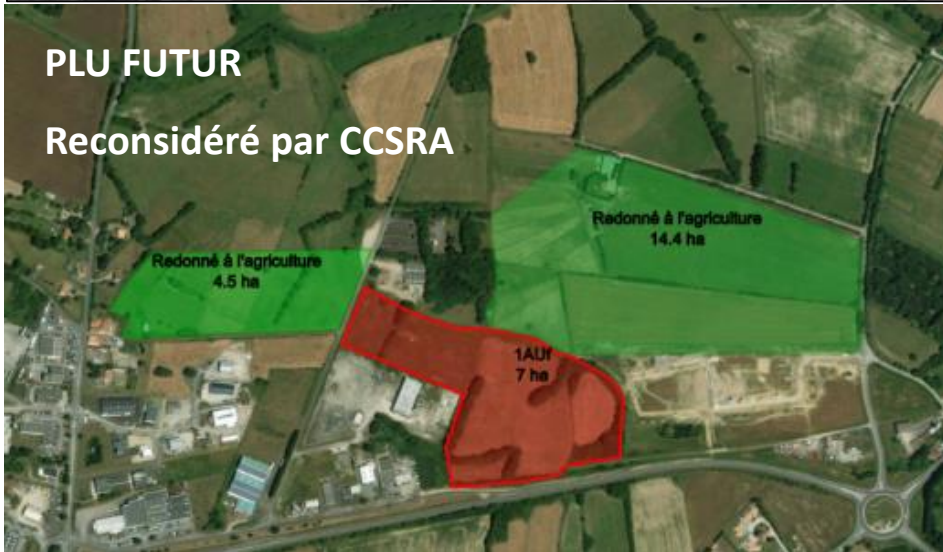 PLU FUTUR
Reconsidéré par CCSRA
Redonné à l'agriculture
14.4 ha
Redonné à l'agriculture
4.5 ha
1AUf
7 ha